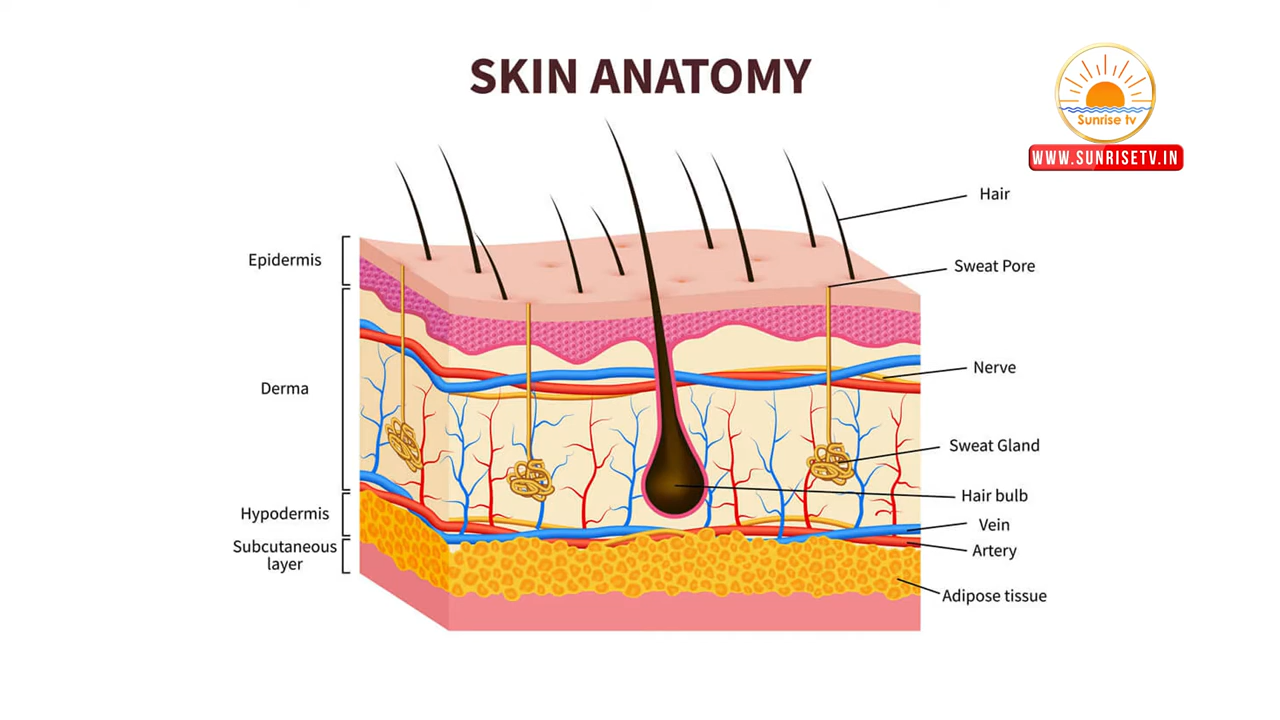 SKIN ANATOMY
Sunrise tv
WWW.SUNRISETV.IN
Epidermis
Derma
Hypodermis
Subcutaneous
layer
Hair
Sweat Pore
Nerve
Sweat Gland
Hair bulb
Vein
Artery
Adipose tissue